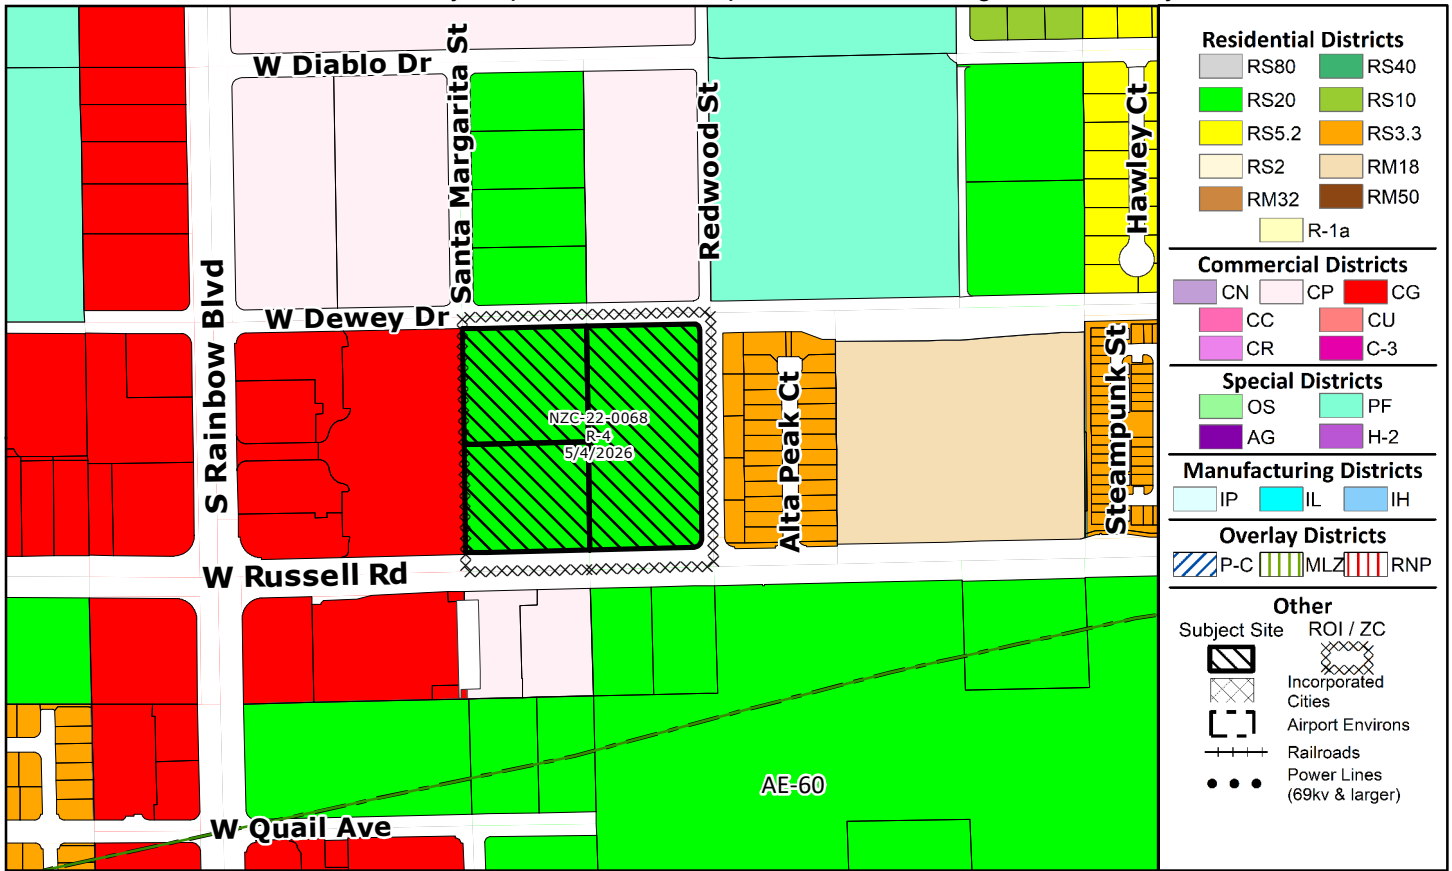 W Diablo Dr
Santa Margarita St
Redwood St
Hawley Ct
S Rainbow Blvd
W Dewey Dr
NZC-22-0068
R-4
5/4/2026
Alta Peak Ct
Steampunk St
W Russell Rd
AE-60
W Quail Ave
Residential Districts
RS80 RS40
RS20 RS10
RS5.2 RS3.3
RS2 RM18
RM32 RM50
R-1a
Commercial Districts
CN CP CG
CC CU
CR C-3
Special Districts
OS PF
AG H-2
Manufacturing Districts
IP IL IH
Overlay Districts
P-C MLZ RNP
Other
Subject Site ROI / ZC
Incorporated
Cities
Airport Environs
Railroads
Power Lines
(69kv & larger)